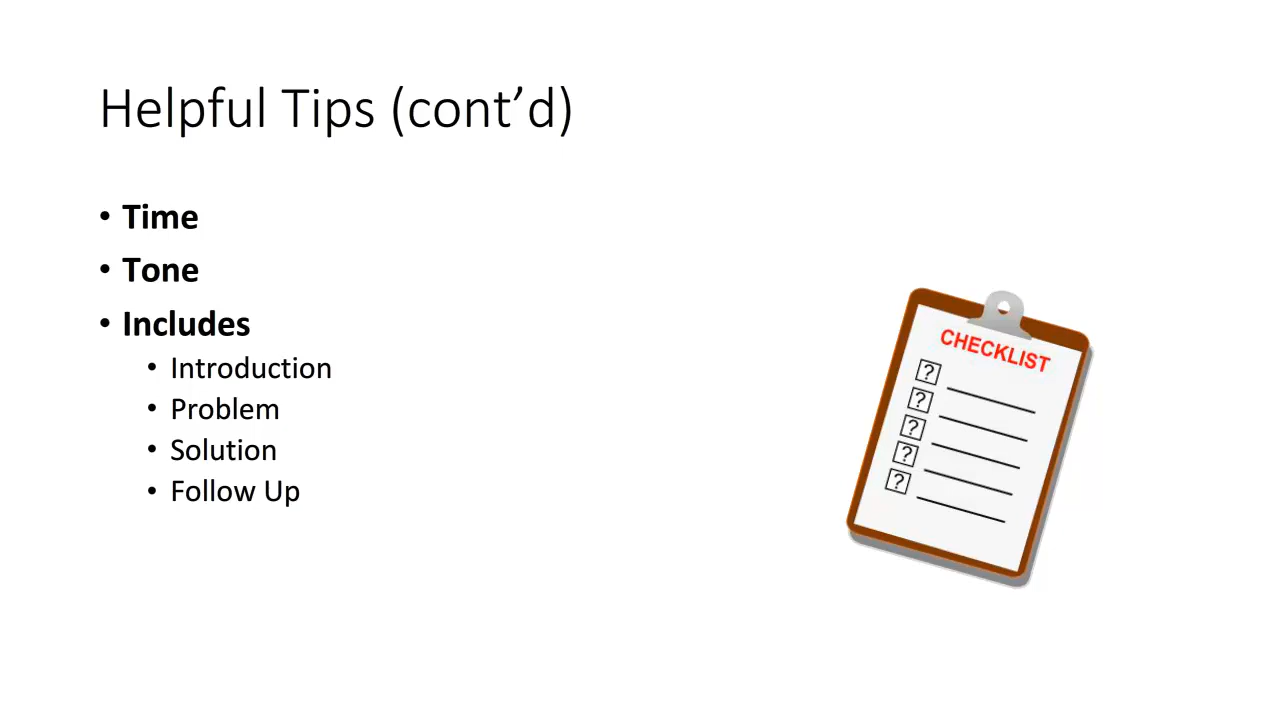 Helpful Tips (cont’d)
• Time
• Tone
• Includes
• Introduction
• Problem
• Solution
• Follow Up
CHECKLIST
?
?
?
?
?